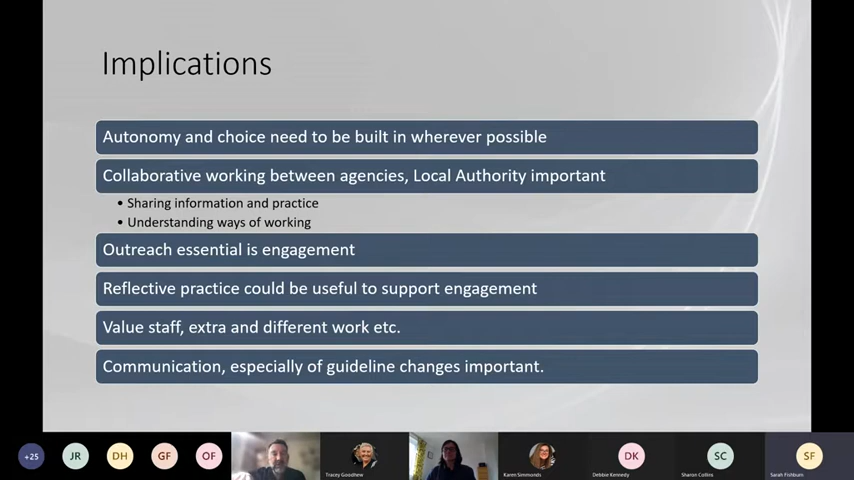 Implications
Autonomy and choice need to be built in wherever possible
Collaborative working between agencies, Local Authority important
• Sharing information and practice
• Understanding ways of working
Outreach essential is engagement
Reflective practice could be useful to support engagement
Value staff, extra and different work etc.
Communication, especially of guideline changes important.
+25
JR
DH
GF
OF
DK
SC
SF
Tracey Goodhew
Karen Simmonds
Debbie Kennedy
Sharon Collins
Sarah Fishburn